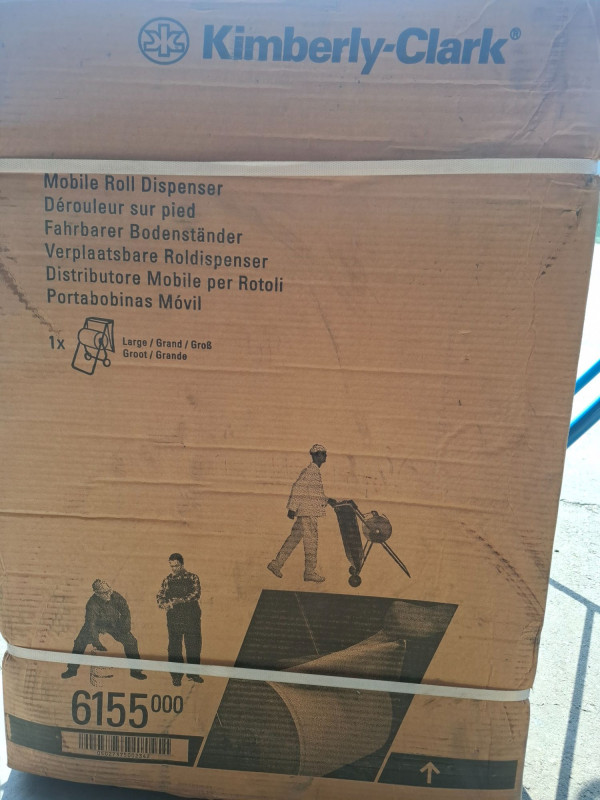 Kimberly-Clark®
Mobile Roll Dispenser
Dérouleur sur pied
Fahrbarer Bodenständer
Verplaatsbare Roldispenser
Distributore Mobile per Rotoli
Portabobinas Móvil
1x
Large / Grand / Groß
Groot / Grande
6155000